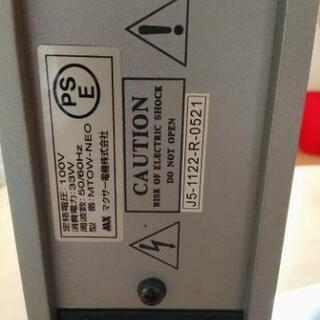 PS
E
定格電圧: 100V
消費電力: 33W
周波数: 50/60Hz
型 番: MTOW-NEO
MX マクサー電機株式会社
CAUTION
RISE OF ELECTRIC SHOCK
DO NOT OPEN
J5-1122-R-0521